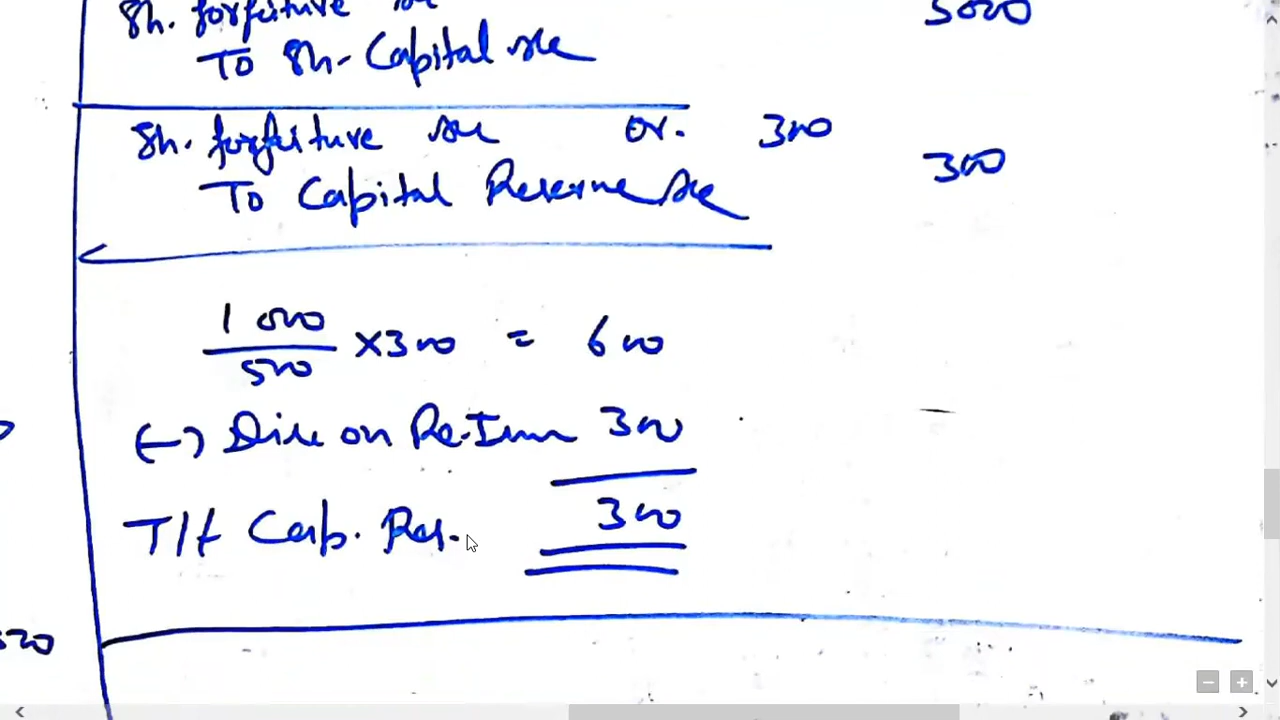 Sh. forfeiture A/c 3000
To Sh. Capital A/c
Sh. forfeiture A/c Dr. 300
300
To Capital Reserve A/c
1000
500 ×300 = 600
(-) Disc on Re-Issue 300
T/f Cap. Res. 300